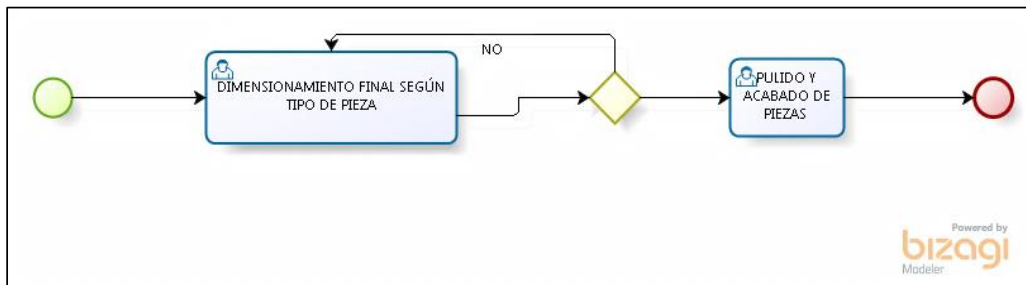 NO
DIMENSIONAMIENTO FINAL SEGÚN
TIPO DE PIEZA
PULIDO Y
ACABADO DE
PIEZAS
Powered by
bizagi
Modeler